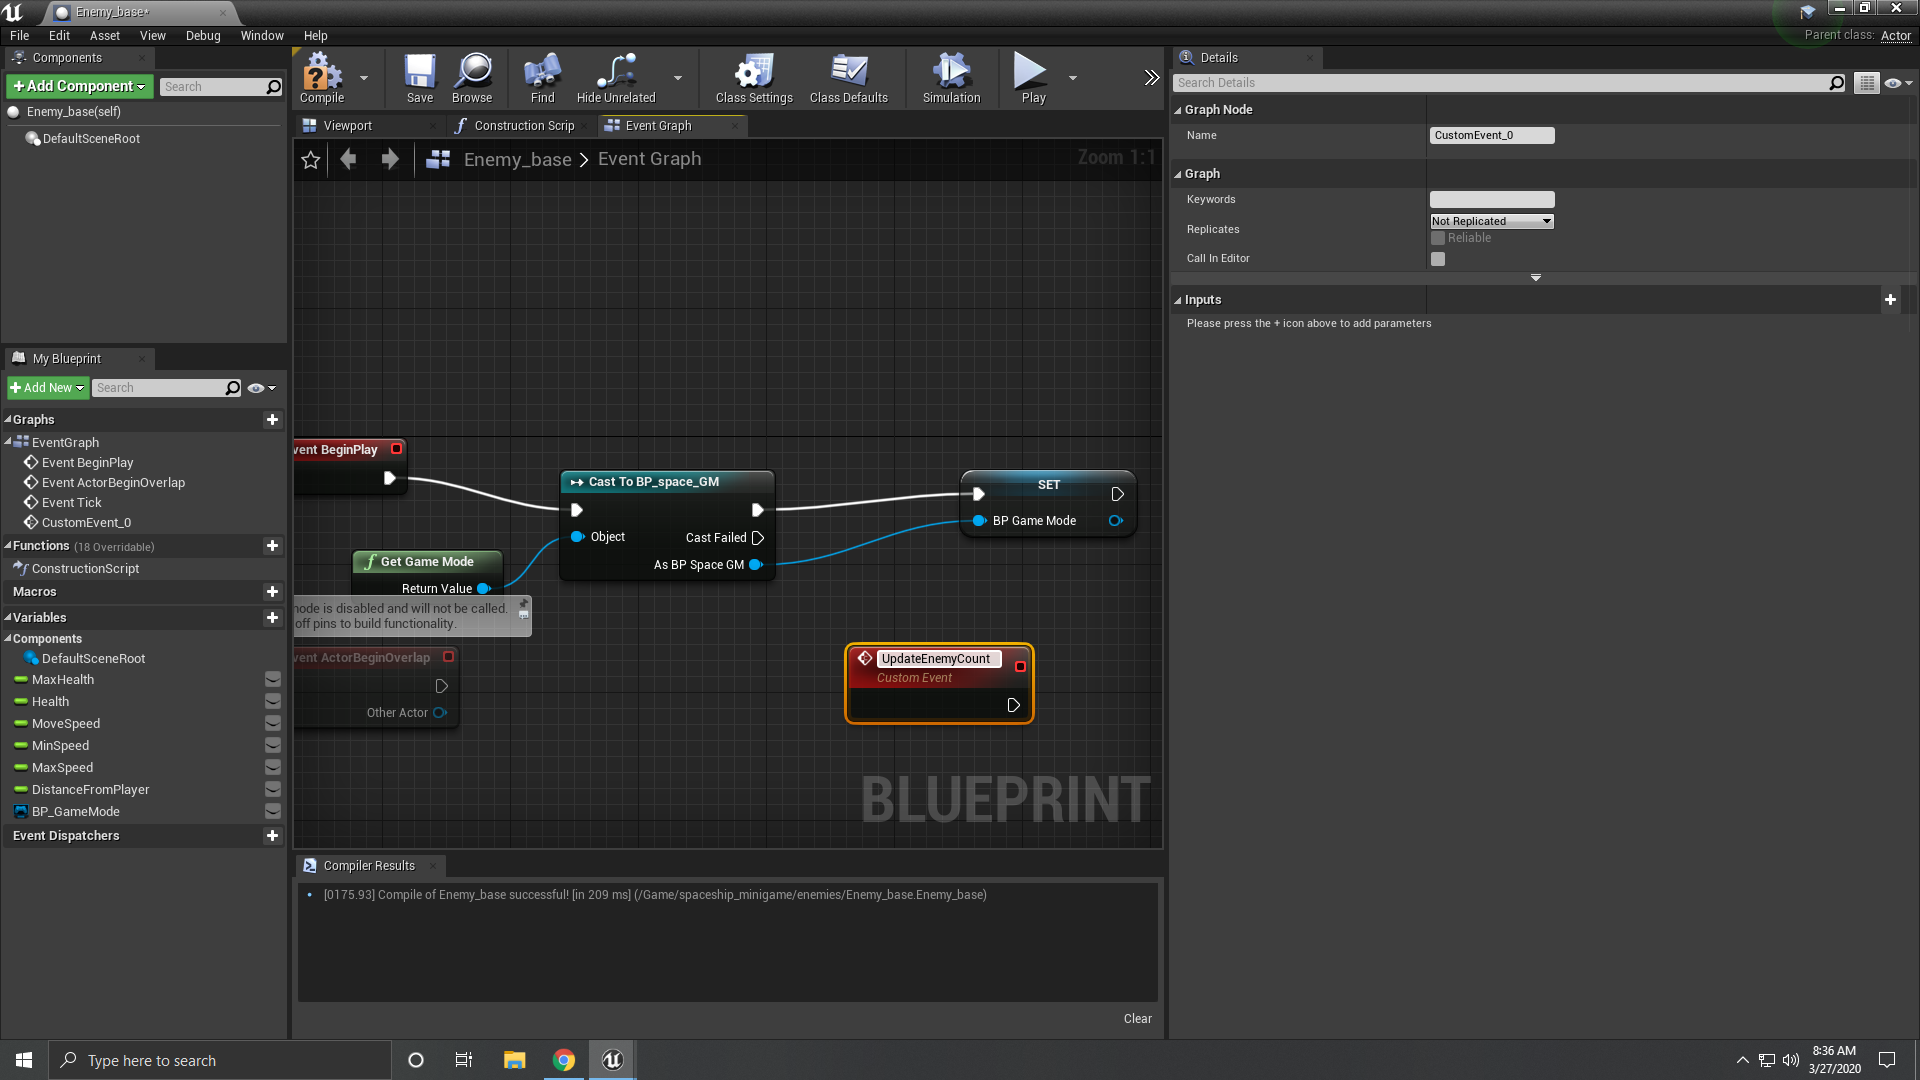 Enemy_base*
File Edit Asset View Debug Window Help
Parent class: Actor
Components
Add Component
Search
Enemy_base(self)
DefaultSceneRoot
My Blueprint
Add New
Search
Graphs
EventGraph
Event BeginPlay
Event ActorBeginOverlap
Event Tick
CustomEvent_0
Functions (18 Overridable)
ConstructionScript
Macros
Variables
Components
DefaultSceneRoot
MaxHealth
Health
MoveSpeed
MinSpeed
MaxSpeed
DistanceFromPlayer
BP_GameMode
Event Dispatchers
Compile
Save
Browse
Find
Hide Unrelated
Class Settings
Class Defaults
Simulation
Play
Viewport
Construction Scrip
Event Graph
Enemy_base > Event Graph
Zoom 1:1
vent BeginPlay
Cast To BP_space_GM
Object
Cast Failed
As BP Space GM
SET
BP Game Mode
Get Game Mode
Return Value
node is disabled and will not be called.
off pins to build functionality.
vent ActorBeginOverlap
Other Actor
UpdateEnemyCount
Custom Event
BLUEPRINT
Compiler Results
[0175.93] Compile of Enemy_base successful! [in 209 ms] (/Game/spaceship_minigame/enemies/Enemy_base.Enemy_base)
Clear
Details
Search Details
Graph Node
Name
CustomEvent_0
Graph
Keywords
Replicates
Not Replicated
Reliable
Call In Editor
Inputs
Please press the + icon above to add parameters
Type here to search
8:36 AM
3/27/2020